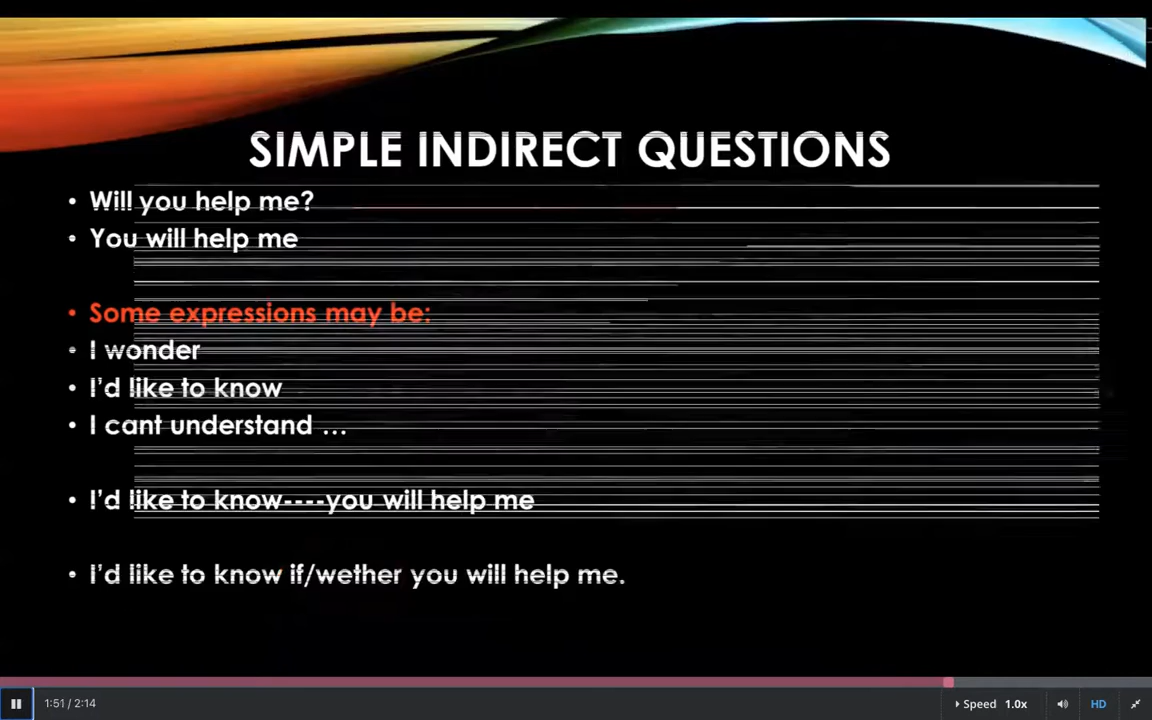 SIMPLE INDIRECT QUESTIONS
• Will you help me?
• You will help me
• Some expressions may be:
• I wonder
• I'd like to know
• I cant understand …
• I'd like to know----you will help me
• I'd like to know if/wether you will help me.
1:51 / 2:14
Speed 1.0x
HD